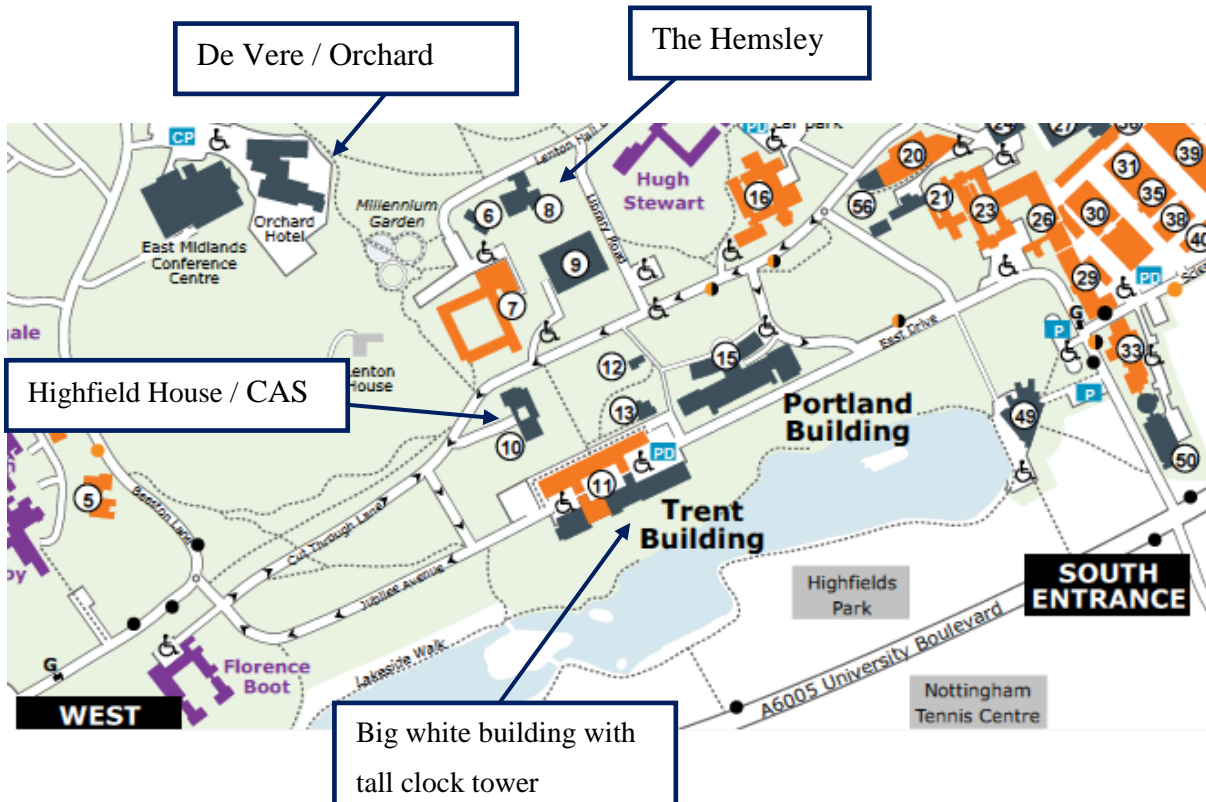 De Vere / Orchard
The Hemsley
CP
Lenton Hall
PD
car park
24
27
20
31
39
Hugh
Stewart
16
21
23
35
Millennium
Garden
6
8
Library Road
56
26
30
38
Orchard
Hotel
40
East Midlands
Conference
Centre
9
29
PD
7
East Drive
G
P
33
Lenton
House
12
15
Highfield House / CAS
13
Portland
Building
P
10
49
50
PD
5
11
Beeston Lane
Trent
Building
Cut Through Lane
SOUTH
ENTRANCE
Highfields
Park
Jubilee Avenue
G
Florence
Boot
Lakeside Walk
A6005 University Boulevard
WEST
Nottingham
Tennis Centre
Big white building with
tall clock tower